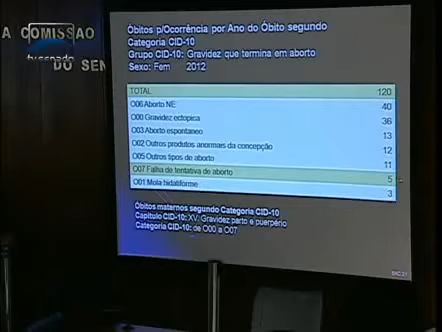 A COMISSÃO
tv senado
DO SEN
Óbitos p/Ocorrência por Ano do Óbito segundo
Categoria CID-10
Grupo CID-10: Gravidez que termina em aborto
Sexo: Fem 2012
TOTAL 120
O06 Aborto NE 40
O00 Gravidez ectopica 36
O03 Aborto espontaneo 13
O02 Outros produtos anormais da concepção 12
O05 Outros tipos de aborto 11
O07 Falha de tentativa de aborto 5
O01 Mola hidatiforme 3
Óbitos maternos segundo Categoria CID-10
Capítulo CID-10: XV. Gravidez parto e puerpério
Categoria CID-10: de O00 a O07